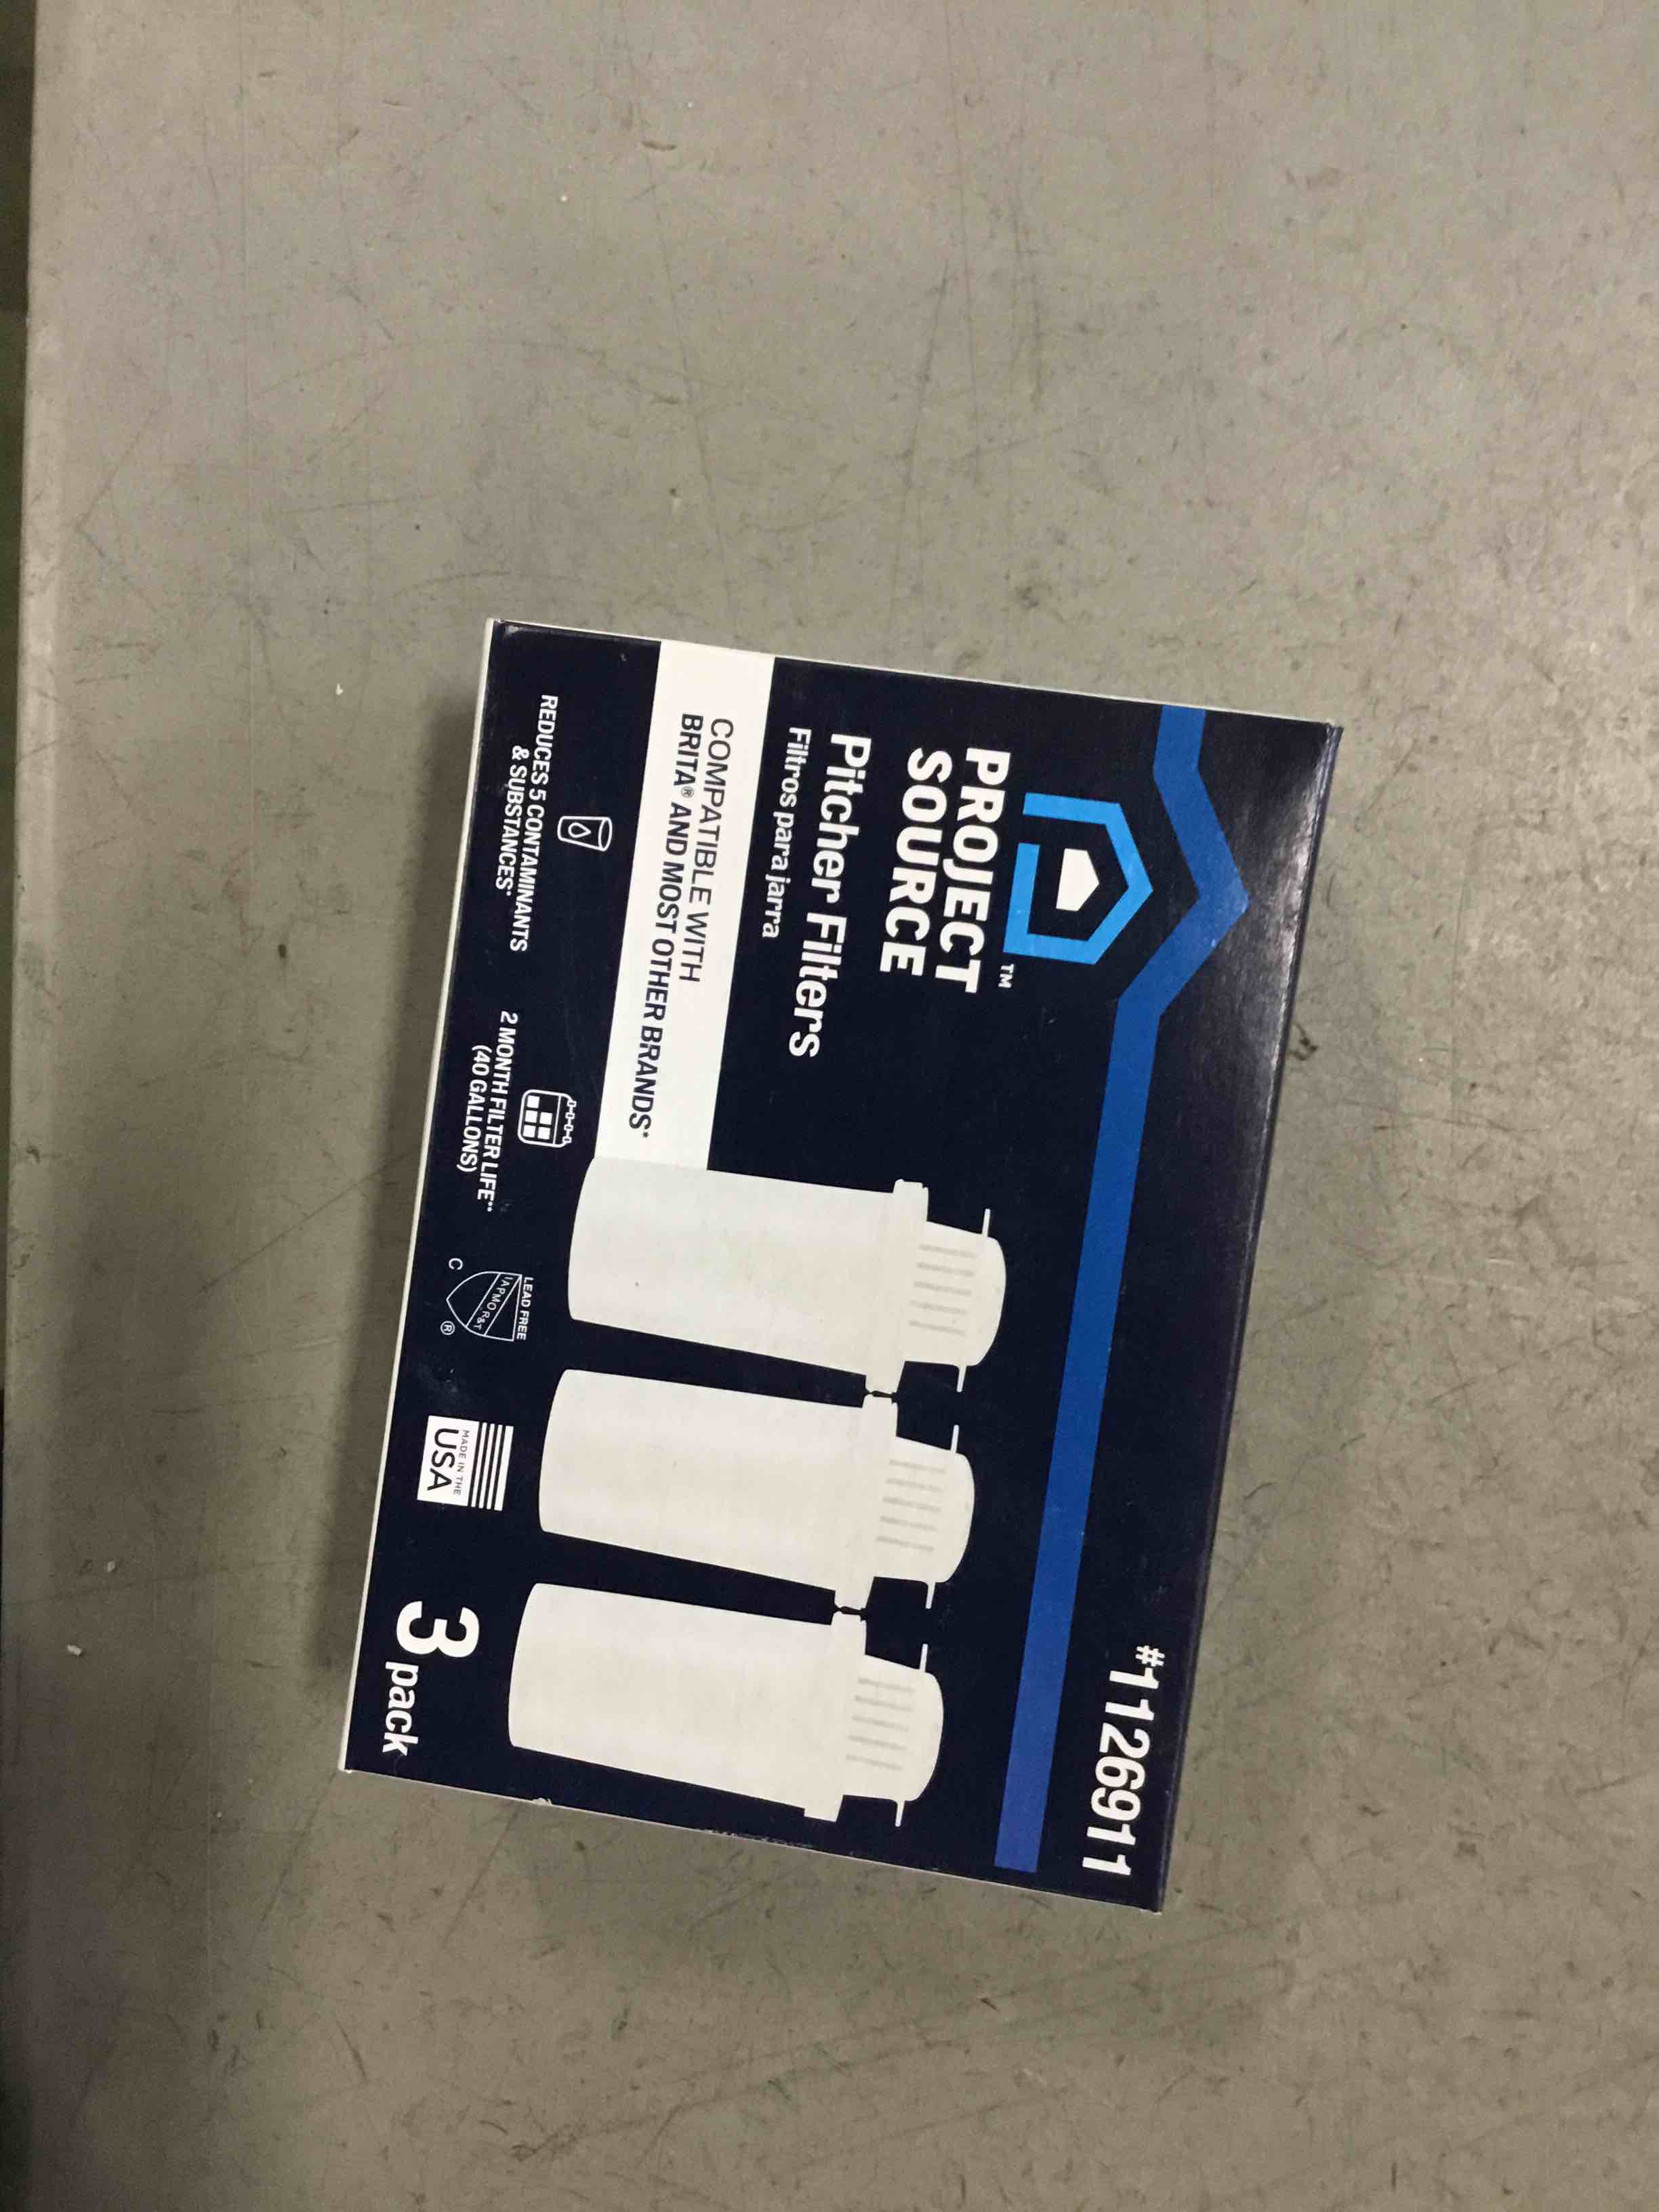 #1126911
PROJECT
SOURCE
TM
Pitcher Filters
Filtros para jarra
COMPATIBLE WITH
BRITA® AND MOST OTHER BRANDS*
REDUCES 5 CONTAMINANTS
& SUBSTANCES*
2 MONTH FILTER LIFE**
(40 GALLONS)
LEAD FREE
IAPMO R&T
C
®
MADE IN THE
USA
3 pack